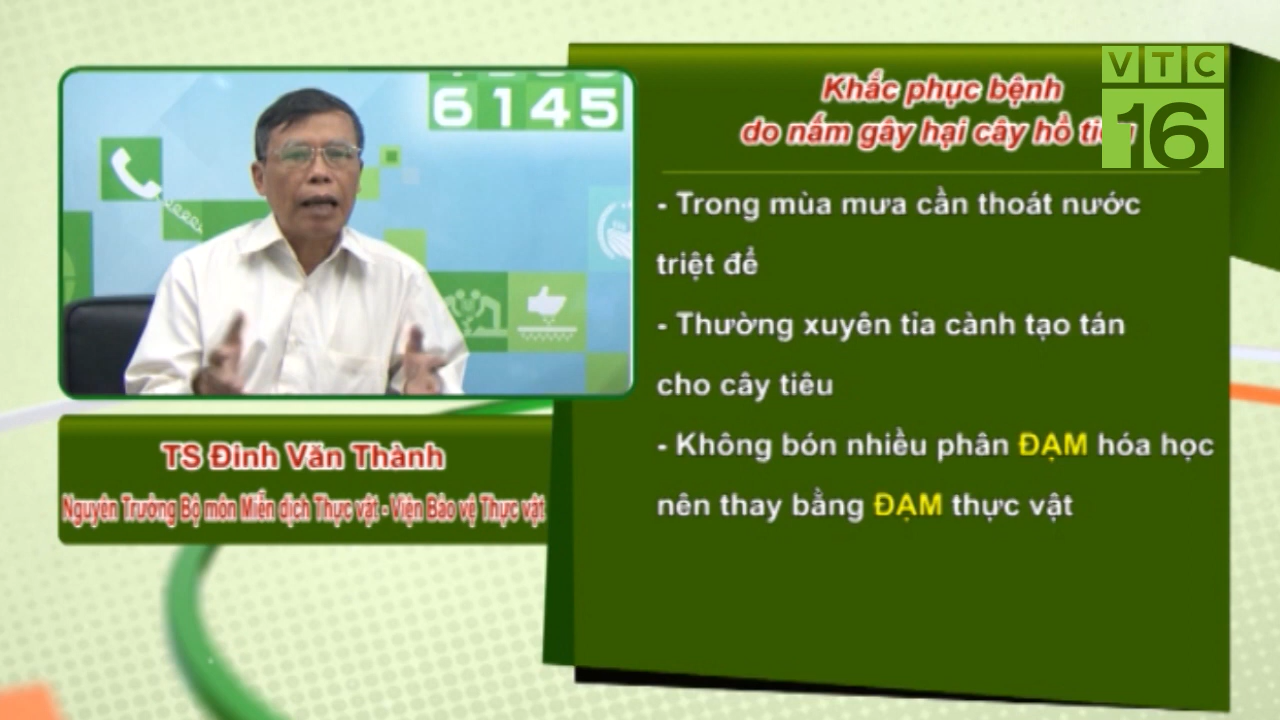 6145
VTC
16
Khắc phục bệnh
do nấm gây hại cây hồ tiêu
- Trong mùa mưa cần thoát nước
triệt để
- Thường xuyên tỉa cành tạo tán
cho cây tiêu
- Không bón nhiều phân ĐẠM hóa học
nên thay bằng ĐẠM thực vật
TS Đinh Văn Thành
Nguyên Trưởng Bộ môn Miễn dịch Thực vật - Viện Bảo vệ Thực vật